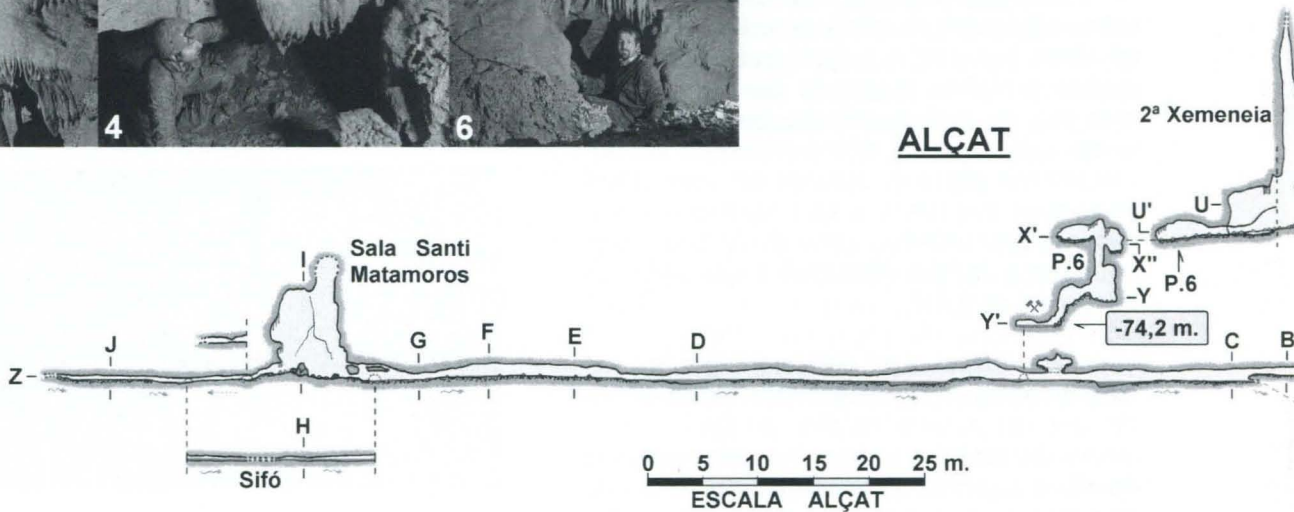 4
6
ALÇAT
2ª Xemeneia
U
U'
X'
X"
P.6
P.6
Y
Y'
-74,2 m.
Sala Santi
Matamoros
I
J
G
F
E
D
C
B
Z
H
Sifó
0 5 10 15 20 25 m.
ESCALA ALÇAT